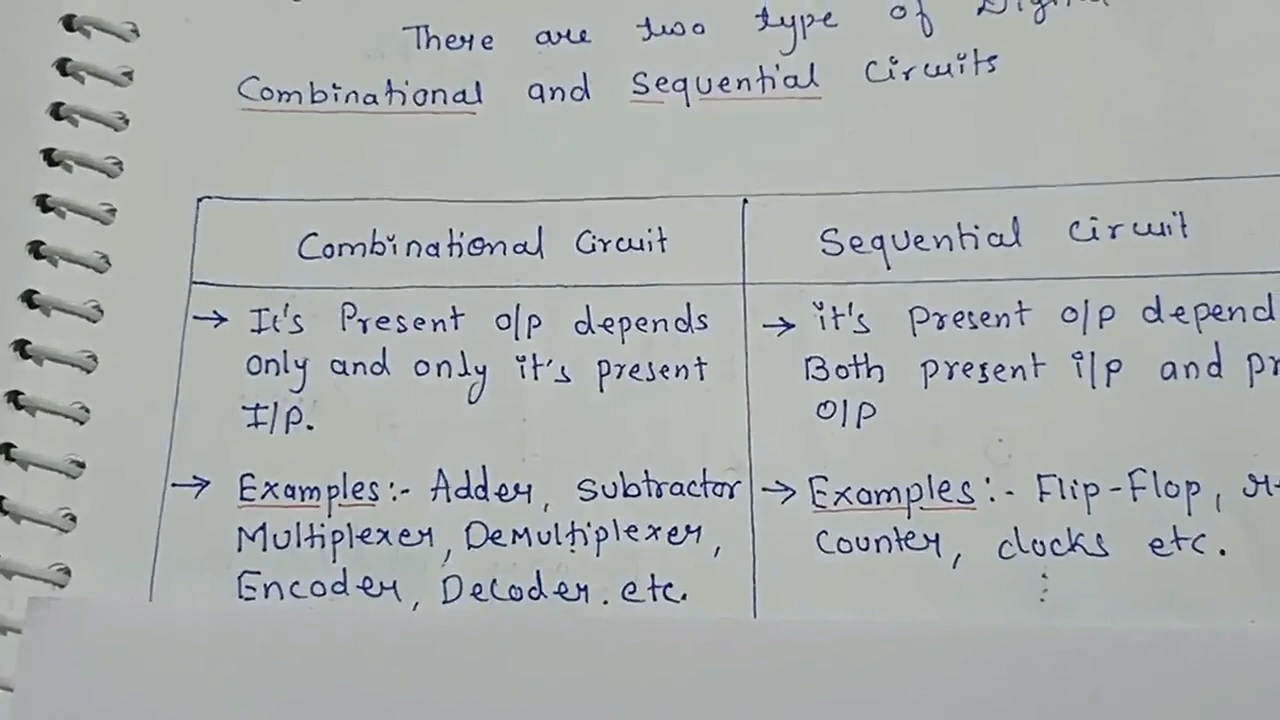 There are two type of
Combinational and Sequential Circuits
Combinational Circuit
→ It's Present o/p depends
only and only it's present
I/P.
→ Examples:- Adder, Subtractor
Multiplexer, Demultiplexer,
Encoder, Decoder. etc.
Sequential Circuit
→ it's present o/p depend
Both present i/p and
O/P
→ Examples:- Flip-Flop,
Counter, clocks etc.